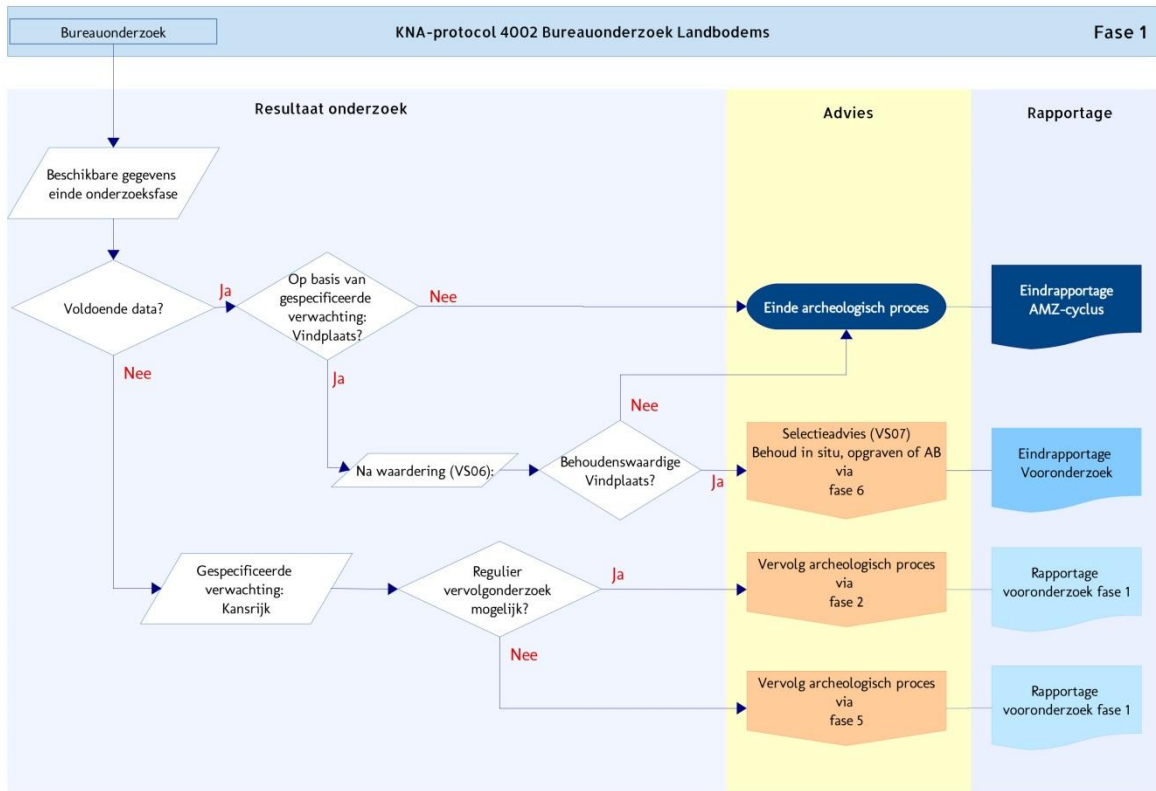 Bureauonderzoek
KNA-protocol 4002 Bureauonderzoek Landbodems
Fase 1
Resultaat onderzoek
Advies
Rapportage
Beschikbare gegevens
einde onderzoeksfase
Voldoende data?
Ja
Op basis van
gespecificeerde
verwachting:
Vindplaats?
Nee
Einde archeologisch proces
Eindrapportage
AMZ-cyclus
Nee
Ja
Na waardering (VS06):
Behoudenswaardige
Vindplaats?
Nee
Ja
Selectieadvies (VS07)
Behoud in situ, opgraven of AB
via
fase 6
Eindrapportage
Vooronderzoek
Gespecificeerde
verwachting:
Kansrijk
Regulier
vervolgonderzoek
mogelijk?
Ja
Vervolg archeologisch proces
via
fase 2
Rapportage
vooronderzoek fase 1
Nee
Vervolg archeologisch proces
via
fase 5
Rapportage
vooronderzoek fase 1